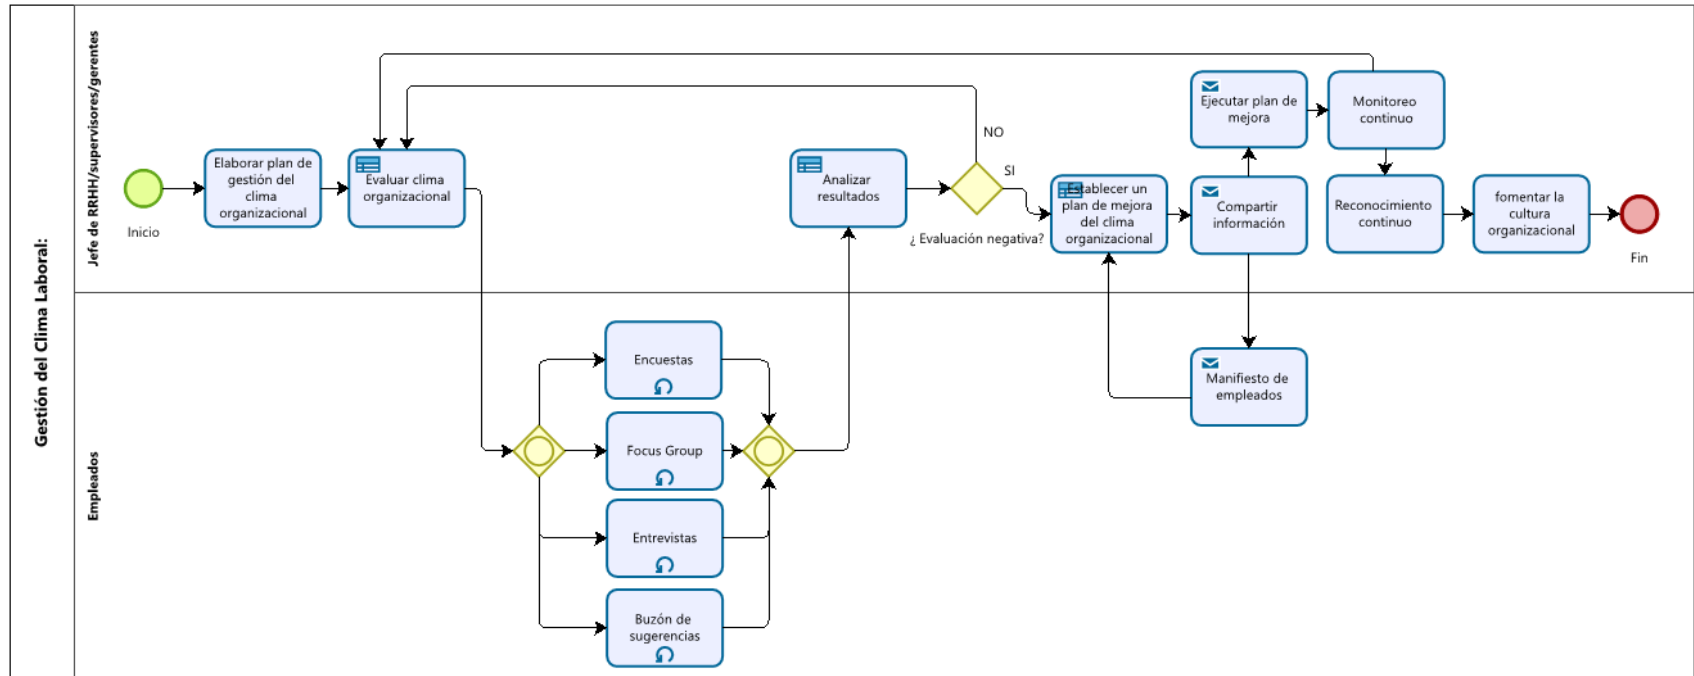 Gestión del Clima Laboral:
Jefe de RRHH/supervisores/gerentes
Inicio
Elaborar plan de
gestión del
clima
organizacional
Evaluar clima
organizacional
Analizar
resultados
NO
SI
¿ Evaluación negativa?
Establecer un
plan de mejora
del clima
organizacional
Compartir
información
Ejecutar plan de
mejora
Monitoreo
continuo
Reconocimiento
continuo
fomentar la
cultura
organizacional
Fin
Empleados
Encuestas
Focus Group
Entrevistas
Buzón de
sugerencias
Manifiesto de
empleados